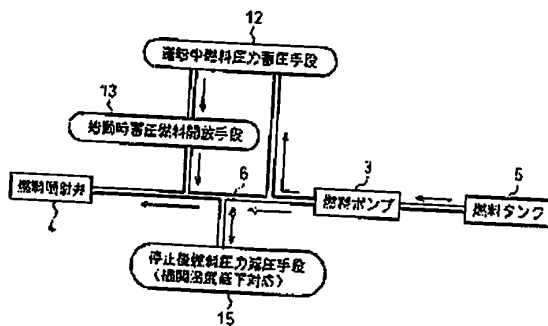 12
運転中燃料圧力蓄圧手段
13
始動時蓄圧燃料開放手段
6
3
5
燃料噴射弁
燃料ポンプ
燃料タンク
4
停止後燃料圧力減圧手段
(機関温度低下対応)
15